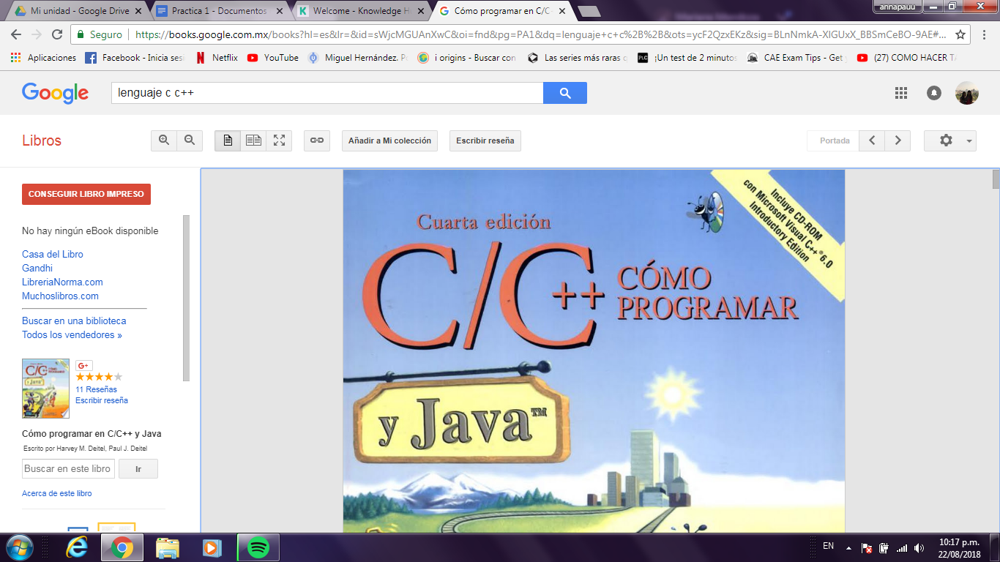 annapauu
Mi unidad - Google Drive
Practica 1 - Documentos
Welcome - Knowledge H
Cómo programar en C/C
Seguro
https://books.google.com.mx/books?hl=es&lr=&id=sWjcMGUAnXwC&oi=fnd&pg=PA1&dq=lenguaje+c+c%2B%2B&ots=ycF2QzxEKz&sig=BLnNmkA-XlGUxX_BBSmCeBO-9AE#...
Aplicaciones
Facebook - Inicia sesi
Netflix
YouTube
Miguel Hernández. P
i origins - Buscar con
Las series más raras
PLC
¡Un test de 2 minutos
CAE Exam Tips - Get
(27) COMO HACER TA
Google
lenguaje c c++
Libros
Añadir a Mi colección
Escribir reseña
Portada
CONSEGUIR LIBRO IMPRESO
No hay ningún eBook disponible
Casa del Libro
Gandhi
LibreriaNorma.com
Muchoslibros.com
Buscar en una biblioteca
Todos los vendedores »
G+
11 Reseñas
Escribir reseña
Cómo programar en C/C++ y Java
Escrito por Harvey M. Deitel, Paul J. Deitel
Buscar en este libro
Ir
Acerca de este libro
Incluye CD-ROM
con Microsoft Visual C++® 6.0
Introductory Edition
Cuarta edición
C/C++ CÓMO
PROGRAMAR
y Java™
EN
10:17 p.m.
22/08/2018